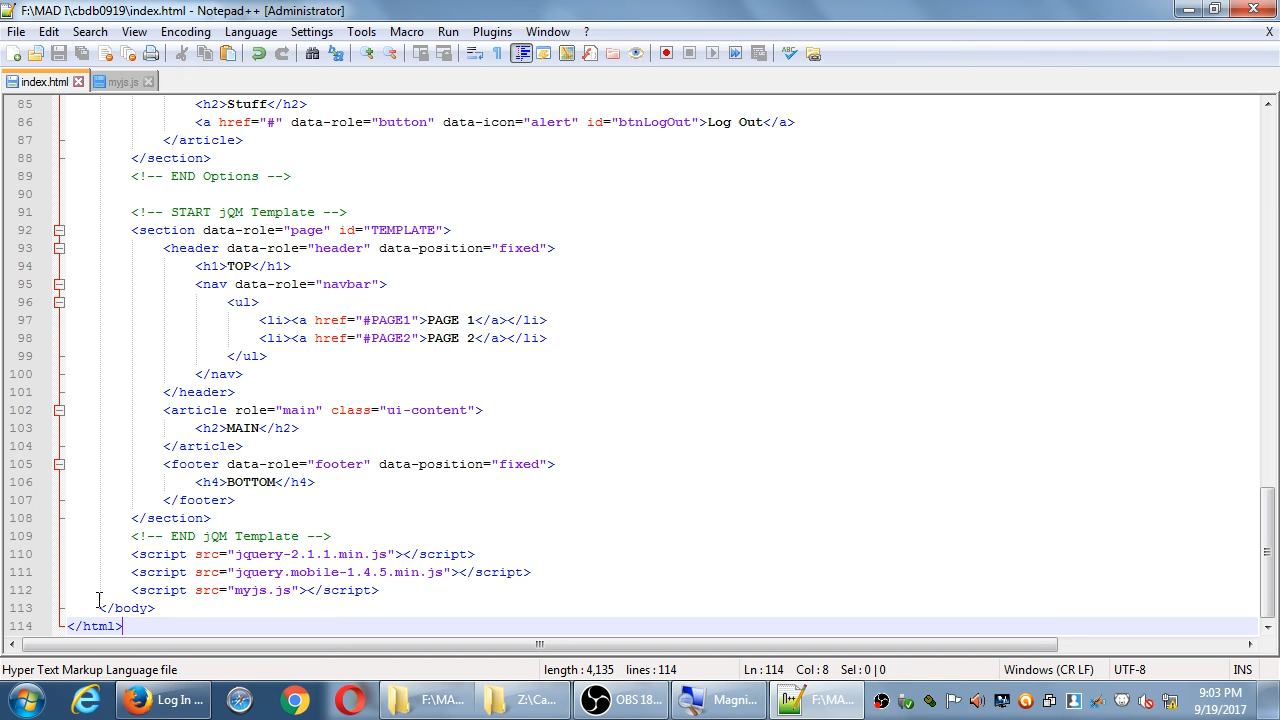 F:\MAD I\cbdb0919\index.html - Notepad++ [Administrator]
File Edit Search View Encoding Language Settings Tools Macro Run Plugins Window ? X
index.html myjs.js
85 <h2>Stuff</h2>
86 <a href="#" data-role="button" data-icon="alert" id="btnLogOut">Log Out</a>
87 </article>
88 </section>
89 <!-- END Options -->
90
91 <!-- START jQM Template -->
92 <section data-role="page" id="TEMPLATE">
93 <header data-role="header" data-position="fixed">
94 <h1>TOP</h1>
95 <nav data-role="navbar">
96 <ul>
97 <li><a href="#PAGE1">PAGE 1</a></li>
98 <li><a href="#PAGE2">PAGE 2</a></li>
99 </ul>
100 </nav>
101 </header>
102 <article role="main" class="ui-content">
103 <h2>MAIN</h2>
104 </article>
105 <footer data-role="footer" data-position="fixed">
106 <h4>BOTTOM</h4>
107 </footer>
108 </section>
109 <!-- END jQM Template -->
110 <script src="jquery-2.1.1.min.js"></script>
111 <script src="jquery.mobile-1.4.5.min.js"></script>
112 <script src="myjs.js"></script>
113 </body>
114 </html>
Hyper Text Markup Language file length : 4,135 lines : 114 Ln : 114 Col : 8 Sel : 0 | 0 Windows (CR LF) UTF-8 INS
Log In ... F:\MA... Z:\Ca... OBS 18... Magni... F:\MA... 9:03 PM
9/19/2017